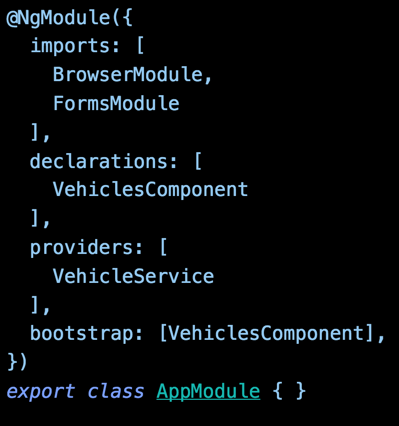 @NgModule({
  imports: [
    BrowserModule,
    FormsModule
  ],
  declarations: [
    VehiclesComponent
  ],
  providers: [
    VehicleService
  ],
  bootstrap: [VehiclesComponent],
})
export class AppModule { }